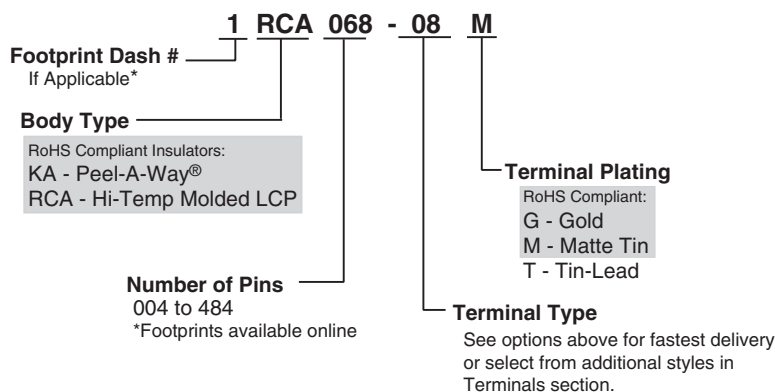 1 RCA 068 - 08 M
Footprint Dash #
If Applicable*
Body Type
RoHS Compliant Insulators:
KA - Peel-A-Way®
RCA - Hi-Temp Molded LCP
Terminal Plating
RoHS Compliant:
G - Gold
M - Matte Tin
T - Tin-Lead
Number of Pins
004 to 484
*Footprints available online
Terminal Type
See options above for fastest delivery
or select from additional styles in
Terminals section.